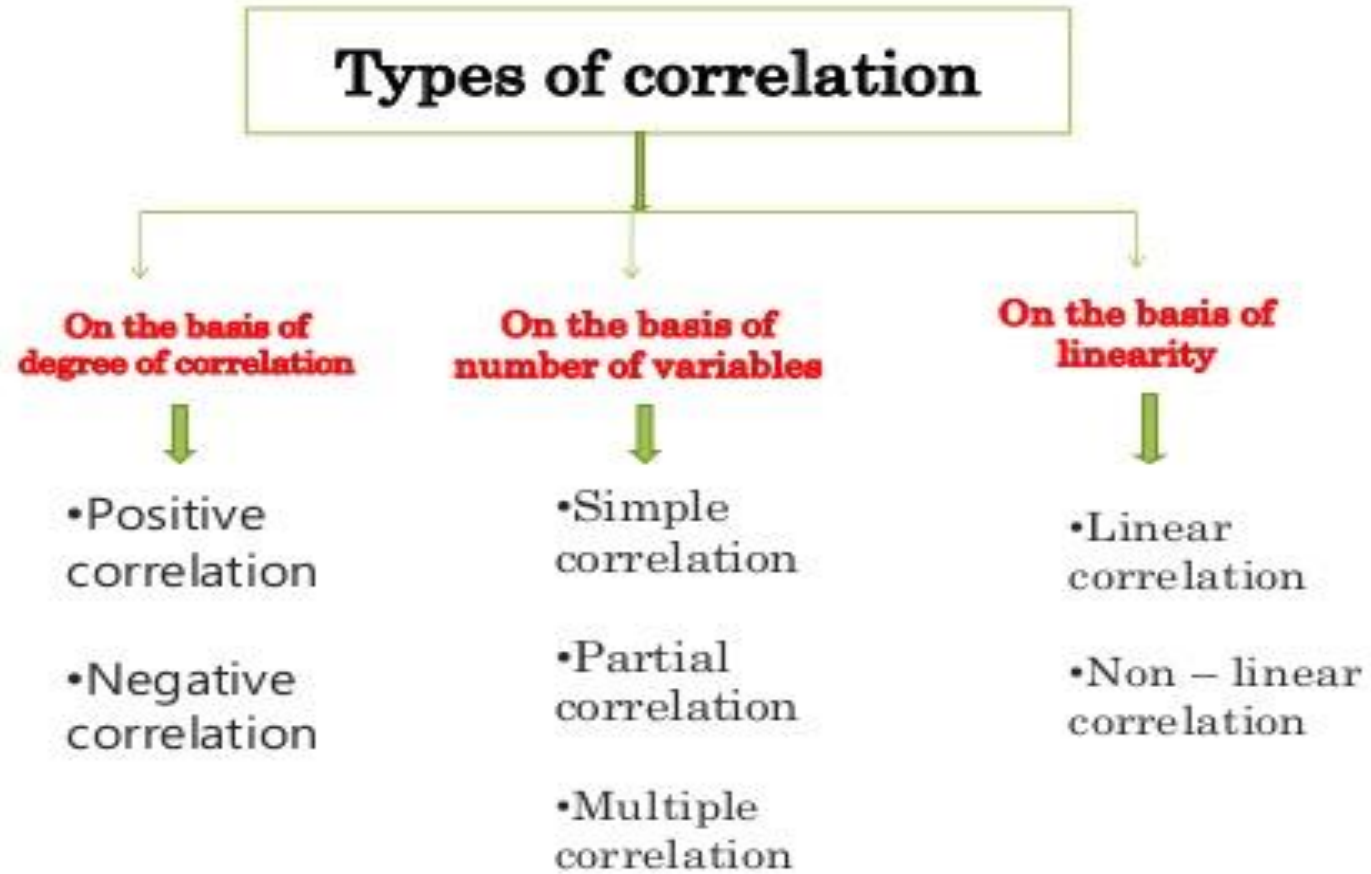 Types of correlation
On the basis of
degree of correlation
•Positive
correlation
•Negative
correlation
On the basis of
number of variables
•Simple
correlation
•Partial
correlation
•Multiple
correlation
On the basis of
linearity
•Linear
correlation
•Non – linear
correlation